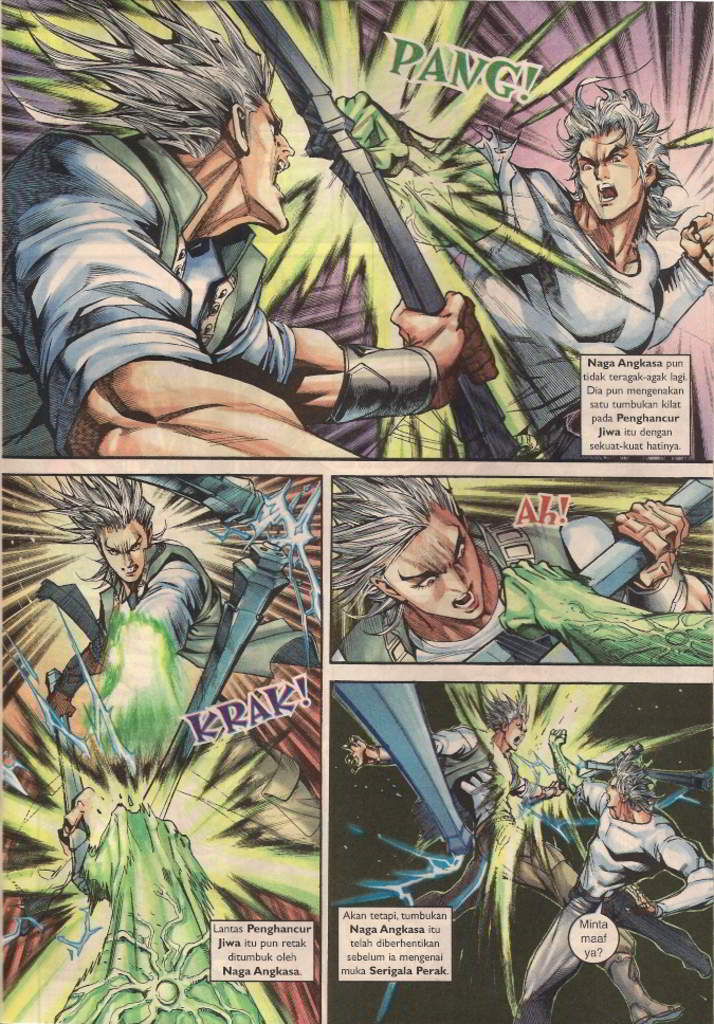 PANG!
Naga Angkasa pun
tidak teragak-agak lagi.
Dia pun mengenakan
satu tumbukan kilat
pada Penghancur
Jiwa itu dengan
sekuat-kuat hatinya.
KRAK!
Lantas Penghancur
Jiwa itu pun retak
ditumbuk oleh
Naga Angkasa.
Ah!
Akan tetapi, tumbukan
Naga Angkasa itu
telah diberhentikan
sebelum ia mengenai
muka Serigala Perak.
Minta
maaf
ya?